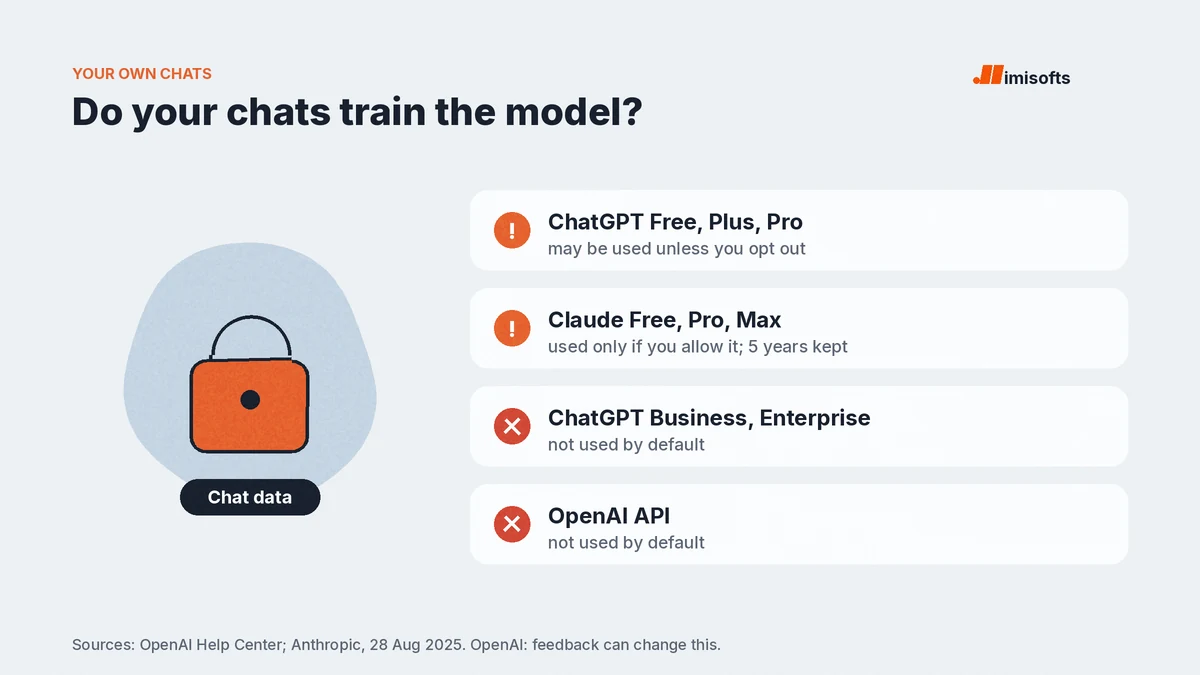 YOUR OWN CHATS
Do your chats train the model?
imisofts
ChatGPT Free, Plus, Pro
may be used unless you opt out
Claude Free, Pro, Max
used only if you allow it; 5 years kept
ChatGPT Business, Enterprise
not used by default
OpenAI API
not used by default
Chat data
Sources: OpenAI Help Center; Anthropic, 28 Aug 2025. OpenAI: feedback can change this.